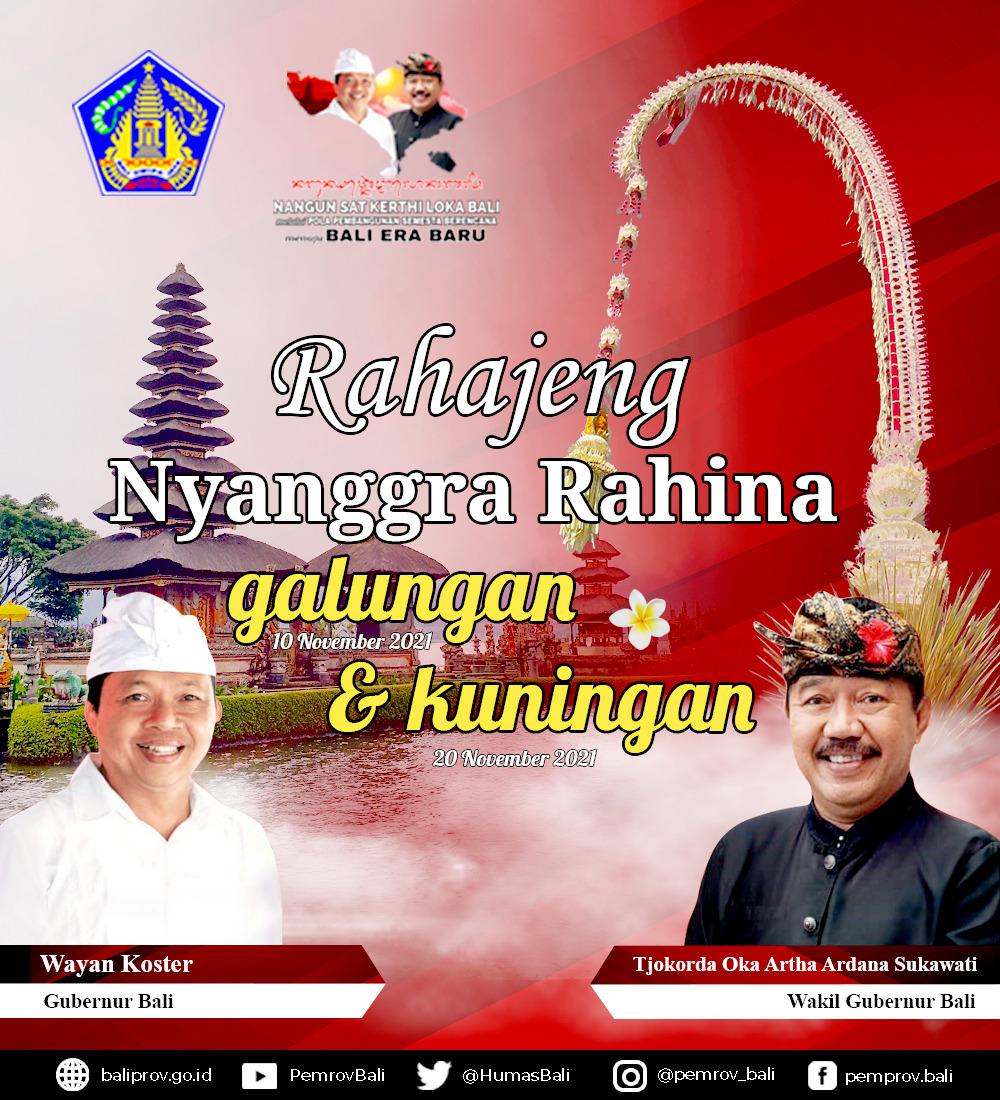 NANGUN SAT KERTHI LOKA BALI
melalui POLA PEMBANGUNAN SEMESTA BERENCANA
menuju BALI ERA BARU
Rahajeng
Nyanggra Rahina
galungan
10 November 2021
& kuningan
20 November 2021
Wayan Koster
Gubernur Bali
Tjokorda Oka Artha Ardana Sukawati
Wakil Gubernur Bali
baliprov.go.id PemrovBali @HumasBali @pemrov_bali pemprov.bali